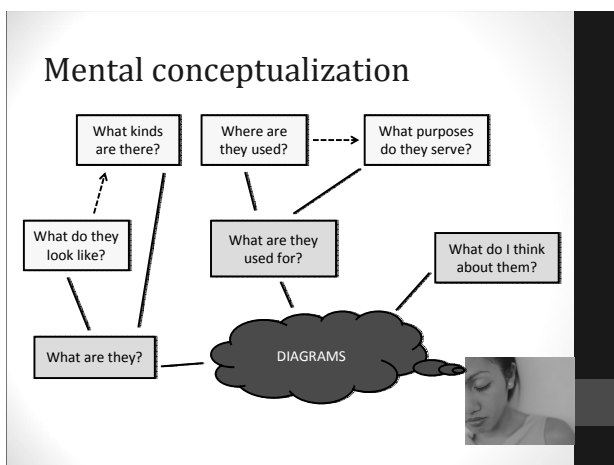 Mental conceptualization
What kinds
are there?
Where are
they used?
What purposes
do they serve?
What do they
look like?
What are they
used for?
What do I think
about them?
What are they?
DIAGRAMS